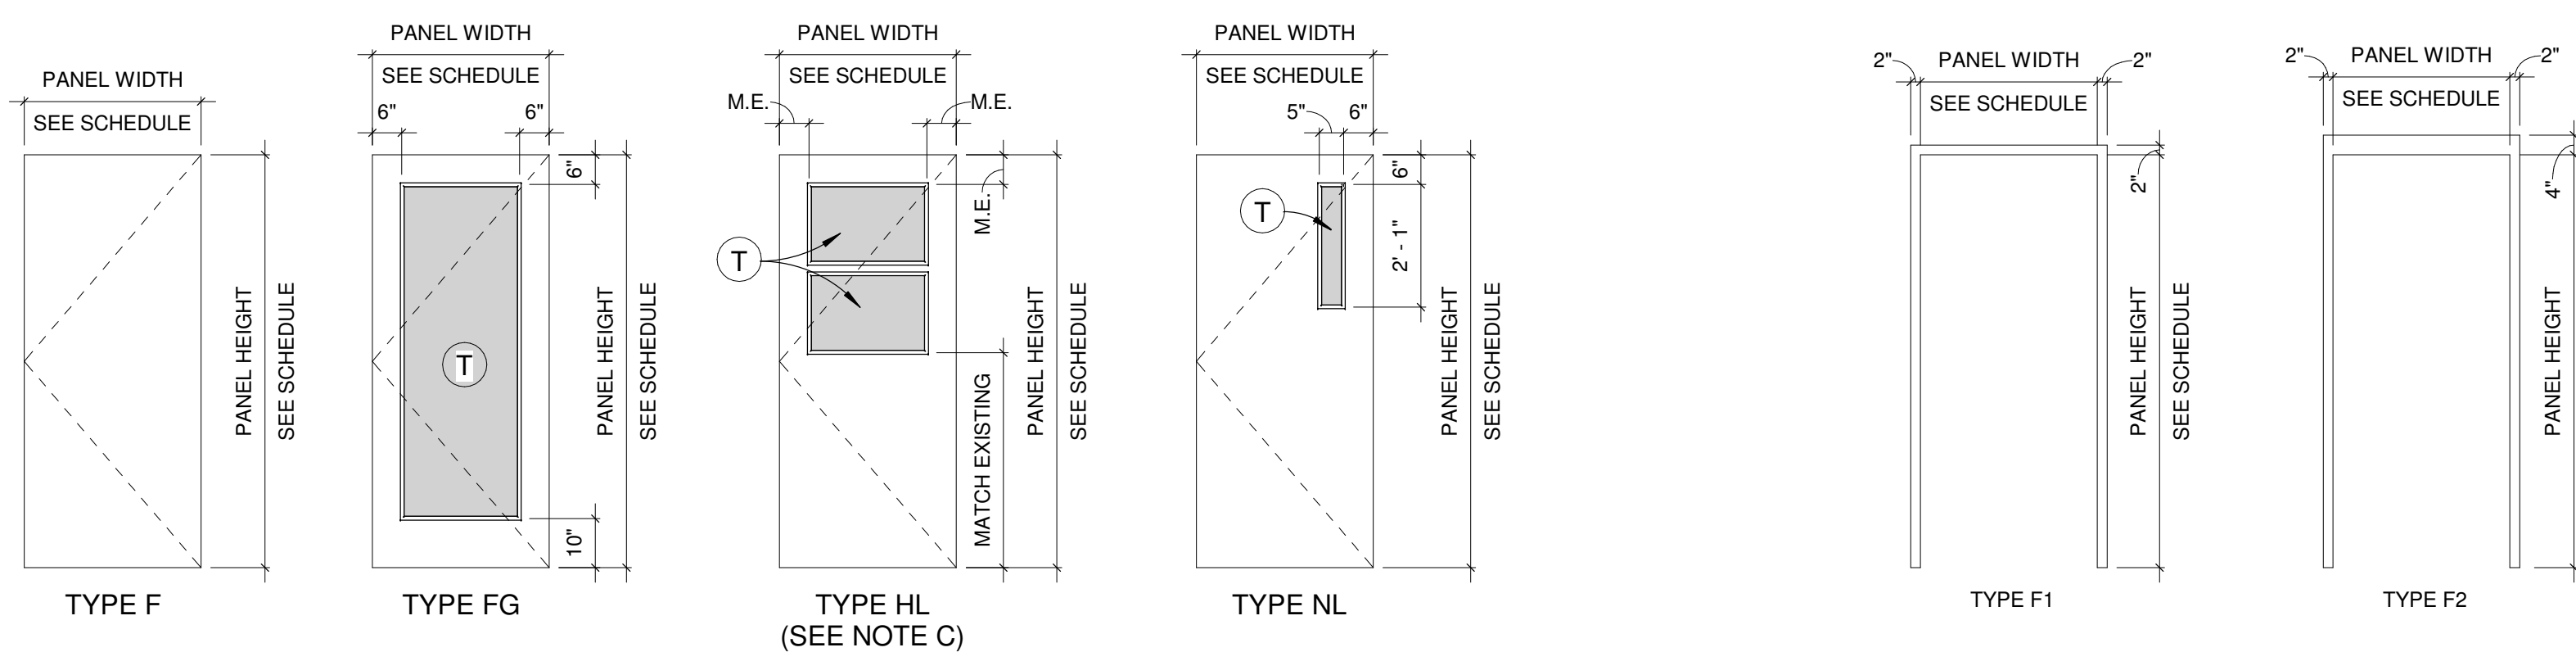 PANEL WIDTH
SEE SCHEDULE
PANEL HEIGHT
SEE SCHEDULE
TYPE F
PANEL WIDTH
SEE SCHEDULE
6"
6"
6"
T
PANEL HEIGHT
SEE SCHEDULE
10"
TYPE FG
PANEL WIDTH
SEE SCHEDULE
M.E.
M.E.
M.E.
T
MATCH EXISTING
PANEL HEIGHT
SEE SCHEDULE
TYPE HL
(SEE NOTE C)
PANEL WIDTH
SEE SCHEDULE
5"
6"
6"
T
2' - 1"
PANEL HEIGHT
SEE SCHEDULE
TYPE NL
2"
PANEL WIDTH
2"
SEE SCHEDULE
2"
PANEL HEIGHT
SEE SCHEDULE
TYPE F1
2"
PANEL WIDTH
2"
SEE SCHEDULE
4"
PANEL HEIGHT
TYPE F2